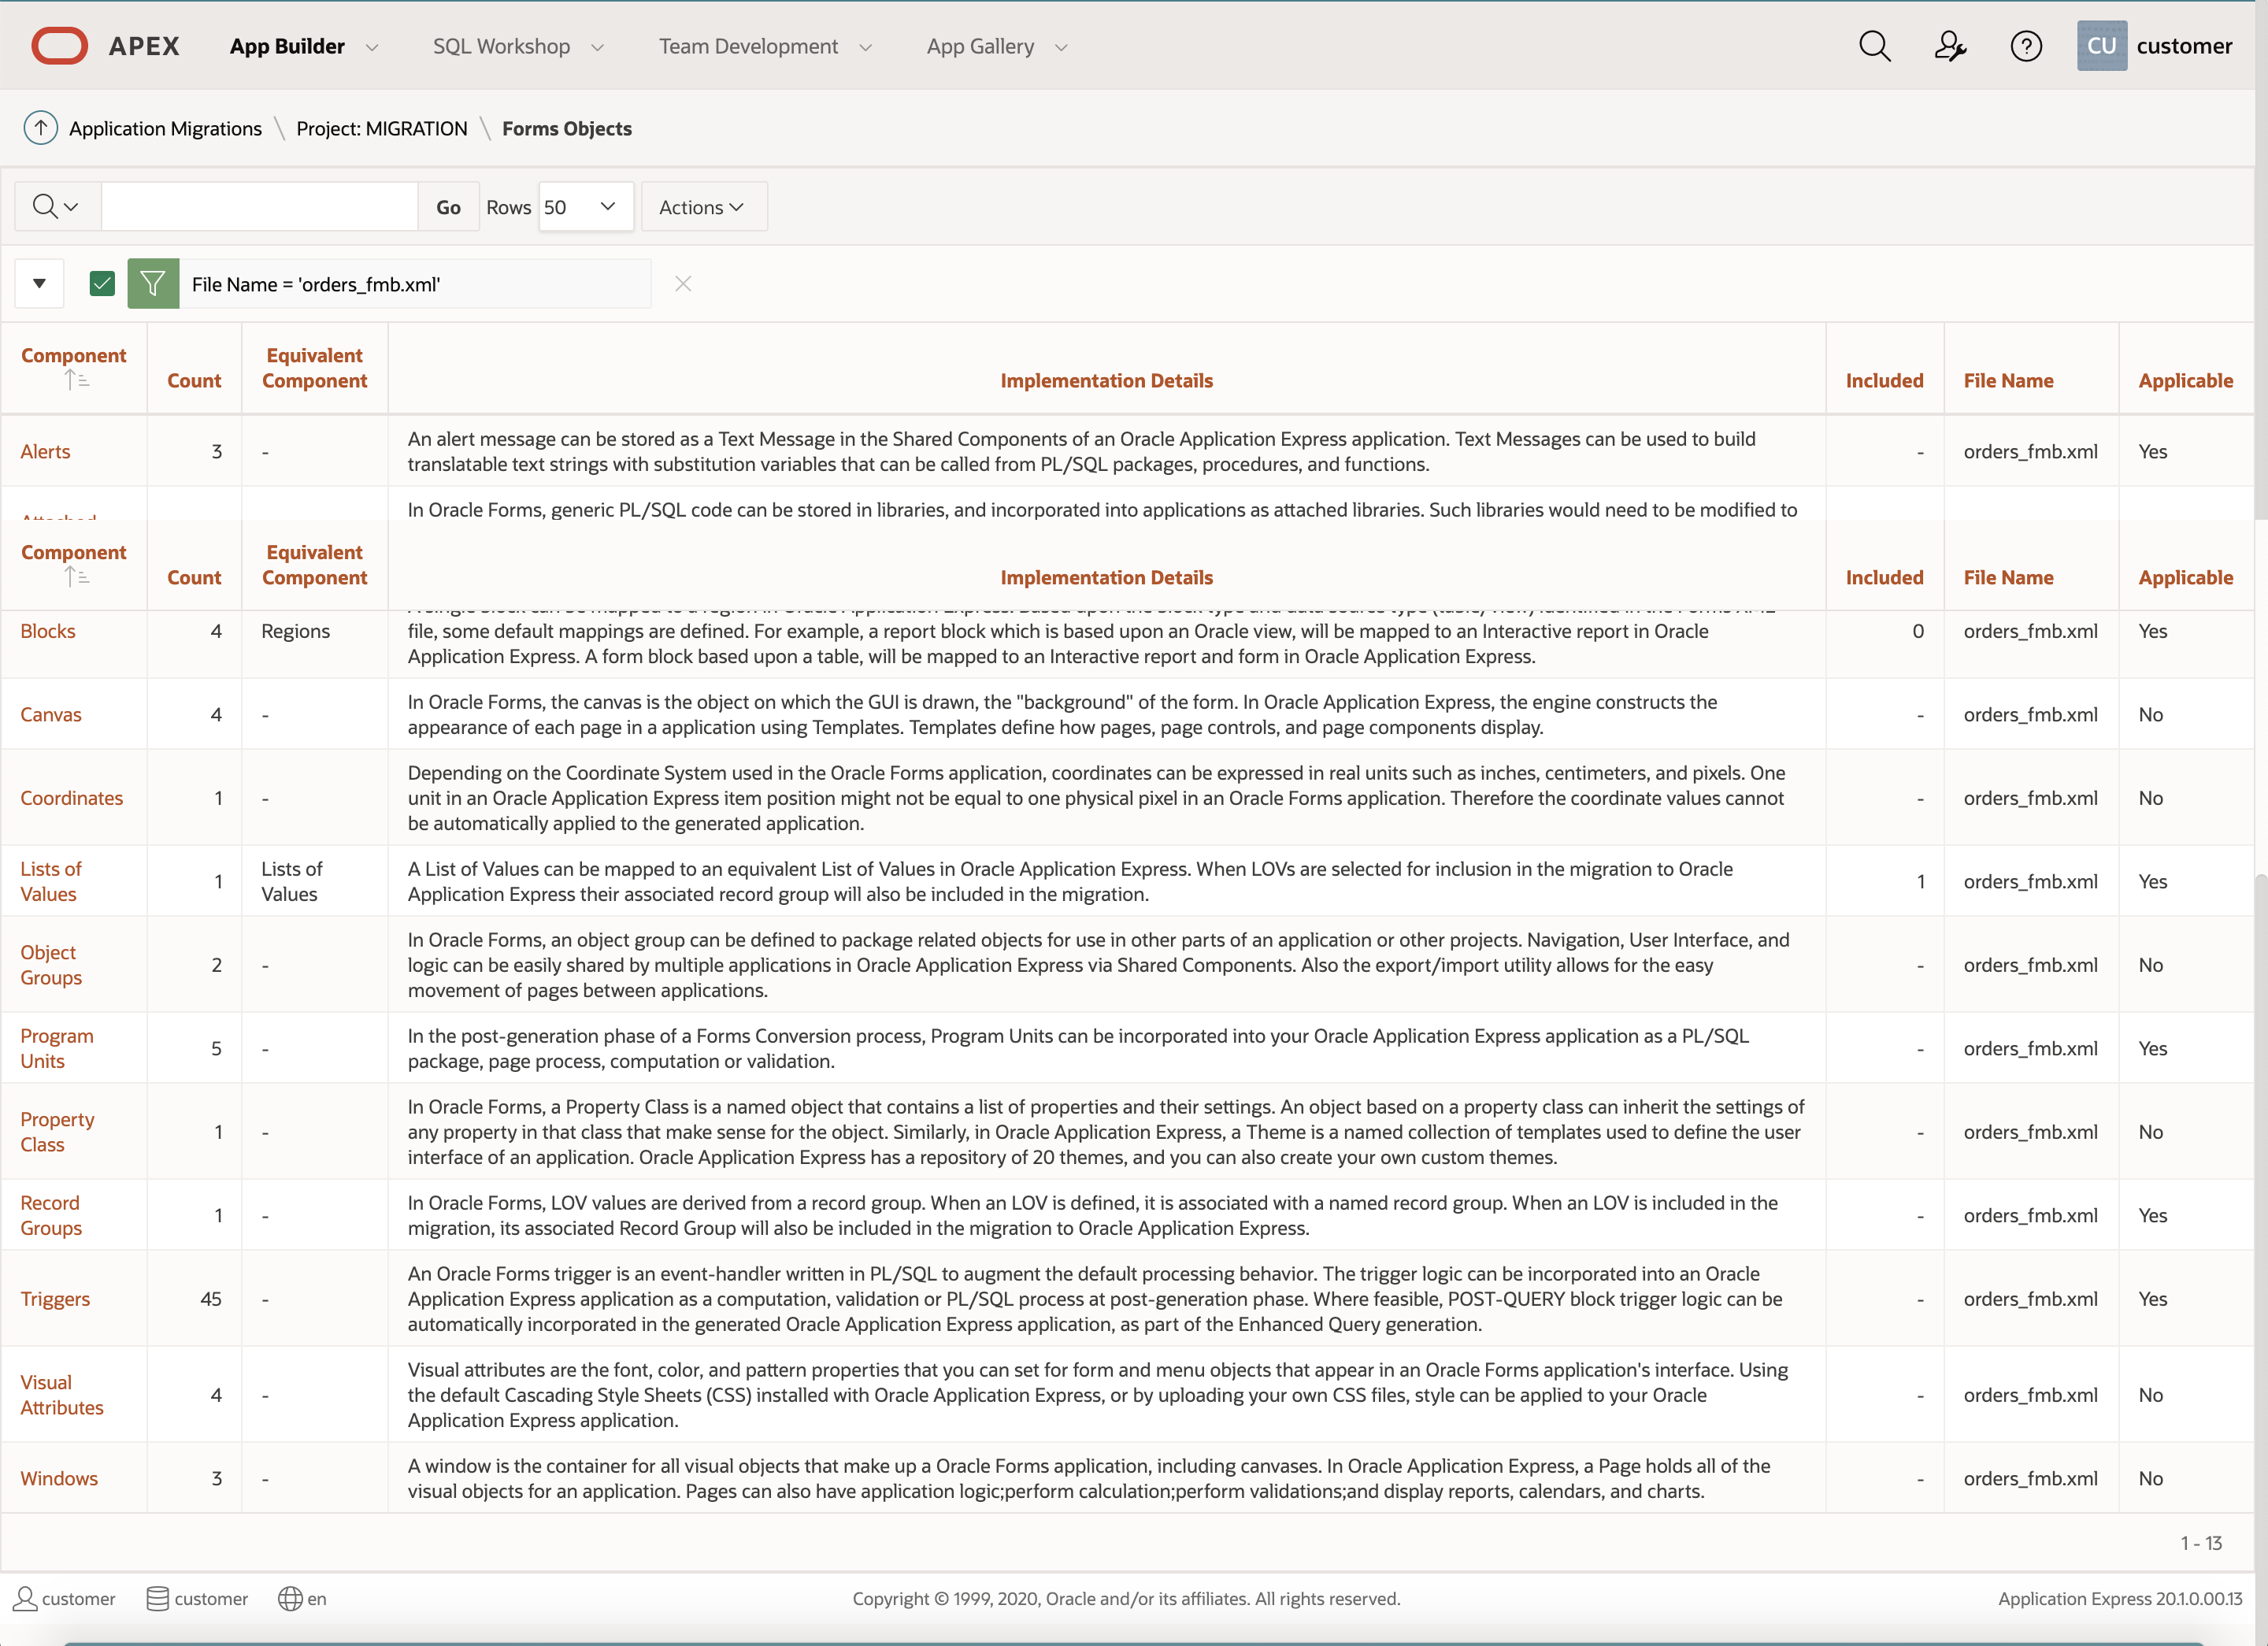 APEX App Builder SQL Workshop Team Development App Gallery CU customer
Application Migrations \ Project: MIGRATION \ Forms Objects
Go Rows 50 Actions
File Name = 'orders_fmb.xml'
Component Count Equivalent Component Implementation Details Included File Name Applicable
Alerts 3 - An alert message can be stored as a Text Message in the Shared Components of an Oracle Application Express application. Text Messages can be used to build
translatable text strings with substitution variables that can be called from PL/SQL packages, procedures, and functions. - orders_fmb.xml Yes
In Oracle Forms, generic PL/SQL code can be stored in libraries, and incorporated into applications as attached libraries. Such libraries would need to be modified to
Component Count Equivalent Component Implementation Details Included File Name Applicable
Blocks 4 Regions file, some default mappings are defined. For example, a report block which is based upon an Oracle view, will be mapped to an Interactive report in Oracle 0 orders_fmb.xml Yes
Application Express. A form block based upon a table, will be mapped to an Interactive report and form in Oracle Application Express.
Canvas 4 - In Oracle Forms, the canvas is the object on which the GUI is drawn, the "background" of the form. In Oracle Application Express, the engine constructs the
appearance of each page in a application using Templates. Templates define how pages, page controls, and page components display. - orders_fmb.xml No
Coordinates 1 - Depending on the Coordinate System used in the Oracle Forms application, coordinates can be expressed in real units such as inches, centimeters, and pixels. One
unit in an Oracle Application Express item position might not be equal to one physical pixel in an Oracle Forms application. Therefore the coordinate values cannot
be automatically applied to the generated application. - orders_fmb.xml No
Lists of Values 1 Lists of Values A List of Values can be mapped to an equivalent List of Values in Oracle Application Express. When LOVs are selected for inclusion in the migration to Oracle
Application Express their associated record group will also be included in the migration. 1 orders_fmb.xml Yes
Object Groups 2 - In Oracle Forms, an object group can be defined to package related objects for use in other parts of an application or other projects. Navigation, User Interface, and
logic can be easily shared by multiple applications in Oracle Application Express via Shared Components. Also the export/import utility allows for the easy
movement of pages between applications. - orders_fmb.xml No
Program Units 5 - In the post-generation phase of a Forms Conversion process, Program Units can be incorporated into your Oracle Application Express application as a PL/SQL
package, page process, computation or validation. - orders_fmb.xml Yes
Property Class 1 - In Oracle Forms, a Property Class is a named object that contains a list of properties and their settings. An object based on a property class can inherit the settings of
any property in that class that make sense for the object. Similarly, in Oracle Application Express, a Theme is a named collection of templates used to define the user
interface of an application. Oracle Application Express has a repository of 20 themes, and you can also create your own custom themes. - orders_fmb.xml No
Record Groups 1 - In Oracle Forms, LOV values are derived from a record group. When an LOV is defined, it is associated with a named record group. When an LOV is included in the
migration, its associated Record Group will also be included in the migration to Oracle Application Express. - orders_fmb.xml Yes
Triggers 45 - An Oracle Forms trigger is an event-handler written in PL/SQL to augment the default processing behavior. The trigger logic can be incorporated into an Oracle
Application Express application as a computation, validation or PL/SQL process at post-generation phase. Where feasible, POST-QUERY block trigger logic can be
automatically incorporated in the generated Oracle Application Express application, as part of the Enhanced Query generation. - orders_fmb.xml Yes
Visual Attributes 4 - Visual attributes are the font, color, and pattern properties that you can set for form and menu objects that appear in an Oracle Forms application's interface. Using
the default Cascading Style Sheets (CSS) installed with Oracle Application Express, or by uploading your own CSS files, style can be applied to your Oracle
Application Express application. - orders_fmb.xml No
Windows 3 - A window is the container for all visual objects that make up a Oracle Forms application, including canvases. In Oracle Application Express, a Page holds all of the
visual objects for an application. Pages can also have application logic;perform calculation;perform validations;and display reports, calendars, and charts. - orders_fmb.xml No
1 - 13
customer customer en Copyright © 1999, 2020, Oracle and/or its affiliates. All rights reserved. Application Express 20.1.0.00.13